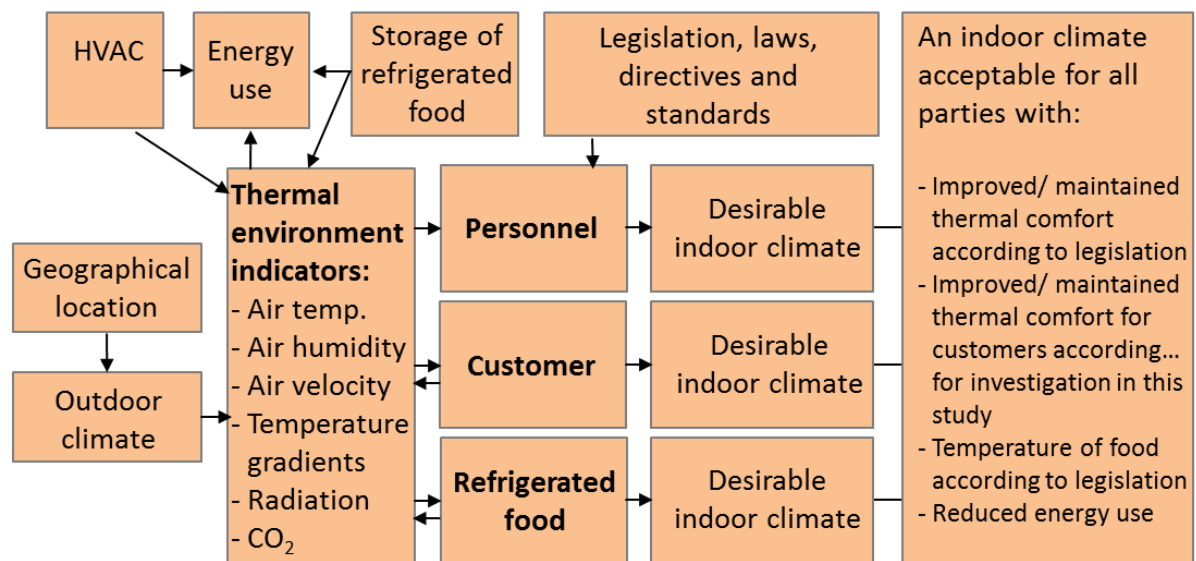 HVAC
Energy
use
Storage of
refrigerated
food
Legislation, laws,
directives and
standards
An indoor climate
acceptable for all
parties with:
- Improved/ maintained
thermal comfort
according to legislation
- Improved/ maintained
thermal comfort for
customers according...
for investigation in this
study
- Temperature of food
according to legislation
- Reduced energy use
Geographical
location
Outdoor
climate
Thermal
environment
indicators:
- Air temp.
- Air humidity
- Air velocity
- Temperature
gradients
- Radiation
- CO₂
Personnel
Desirable
indoor climate
Customer
Desirable
indoor climate
Refrigerated
food
Desirable
indoor climate